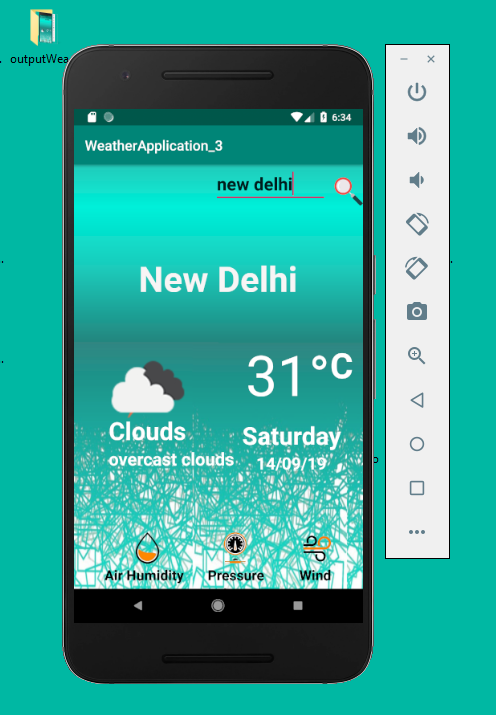 outputWea
6:34
WeatherApplication_3
new delhi
New Delhi
31°C
Clouds
Saturday
overcast clouds
14/09/19
Air Humidity
Pressure
Wind